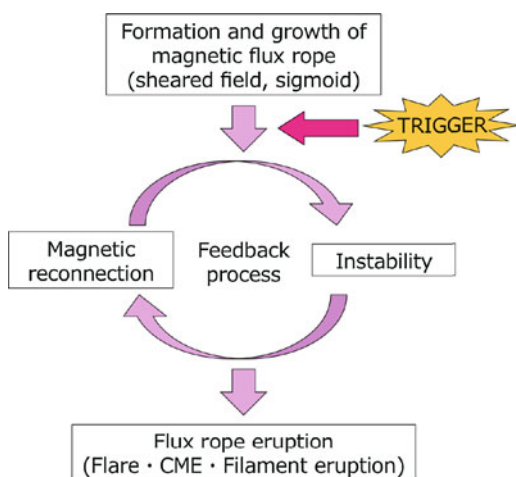 Formation and growth of
magnetic flux rope
(sheared field, sigmoid)
TRIGGER
Magnetic
reconnection
Feedback
process
Instability
Flux rope eruption
(Flare・CME・Filament eruption)